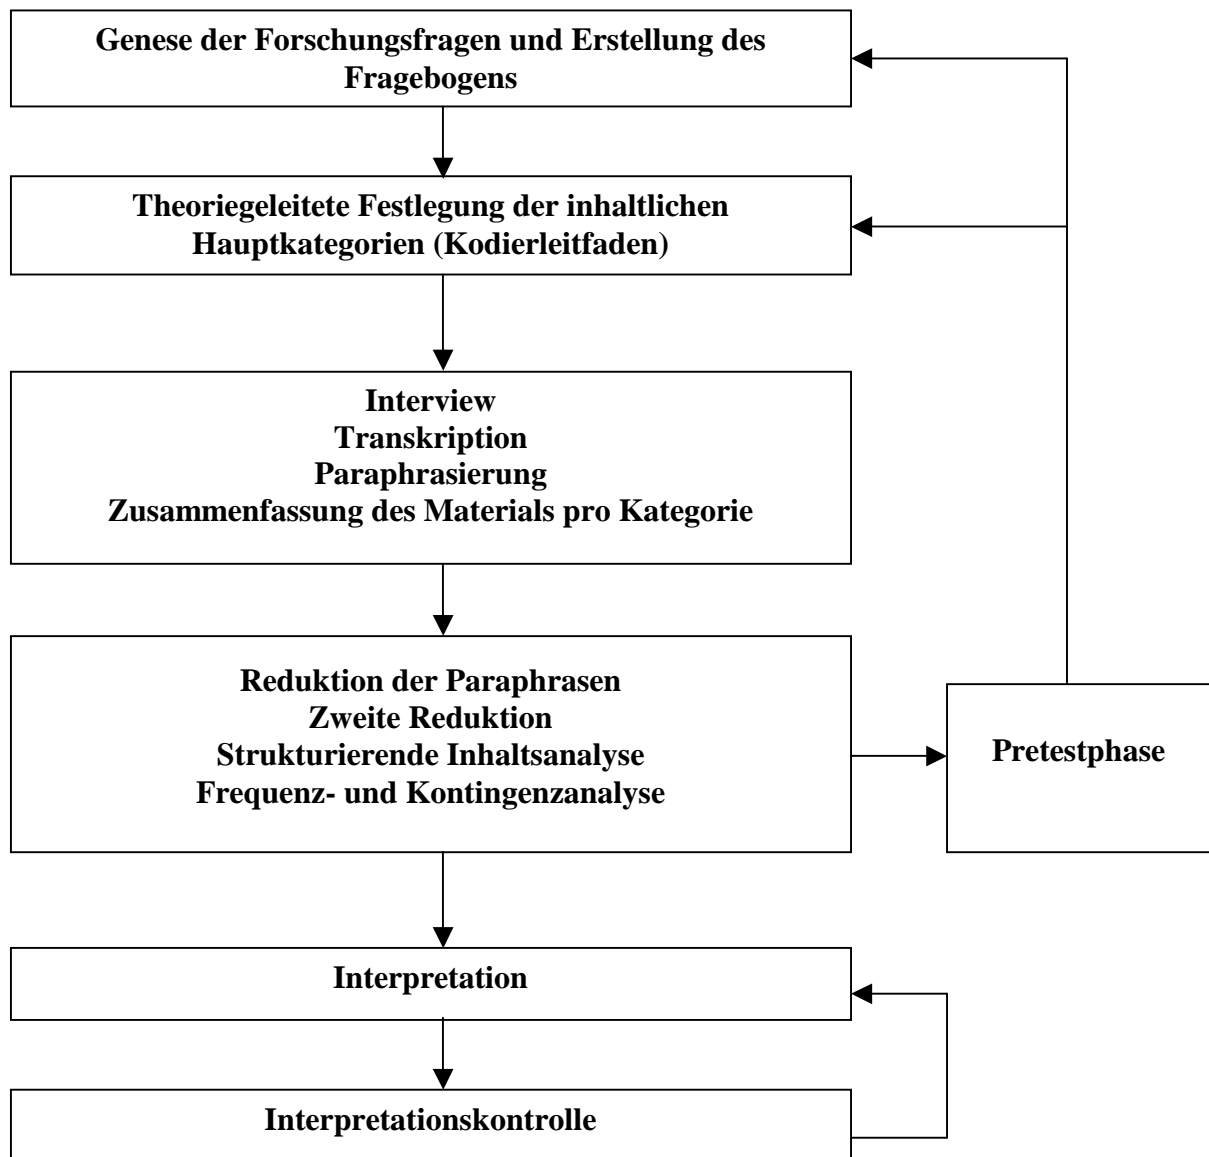 Genese der Forschungsfragen und Erstellung des
Fragebogens
Theoriegeleitete Festlegung der inhaltlichen
Hauptkategorien (Kodierleitfaden)
Interview
Transkription
Paraphrasierung
Zusammenfassung des Materials pro Kategorie
Reduktion der Paraphrasen
Zweite Reduktion
Strukturierende Inhaltsanalyse
Frequenz- und Kontingenzanalyse
Pretestphase
Interpretation
Interpretationskontrolle